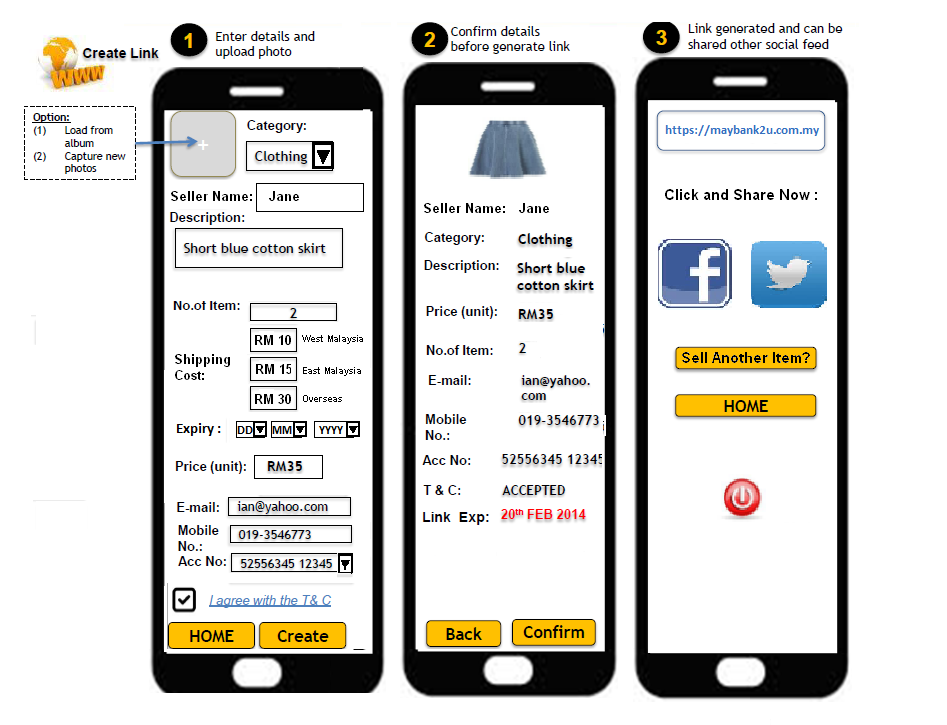 Create Link
www
Option:
(1) Load from
album
(2) Capture new
photos
1 Enter details and
upload photo
+
Category:
Clothing
Seller Name: Jane
Description:
Short blue cotton skirt
No.of Item: 2
Shipping
Cost:
RM 10 West Malaysia
RM 15 East Malaysia
RM 30 Overseas
Expiry : DD MM YYYY
Price (unit): RM35
E-mail: ian@yahoo.com
Mobile
No.:
019-3546773
Acc No: 52556345 12345
I agree with the T& C
HOME Create
2 Confirm details
before generate link
Seller Name: Jane
Category: Clothing
Description: Short blue
cotton skirt
Price (unit): RM35
No.of Item: 2
E-mail: ian@yahoo.
com
Mobile
No.:
019-3546773
Acc No: 52556345 12345
T & C: ACCEPTED
Link Exp: 20th FEB 2014
Back Confirm
3 Link generated and can be
shared other social feed
https://maybank2u.com.my
Click and Share Now :
f
Sell Another Item?
HOME